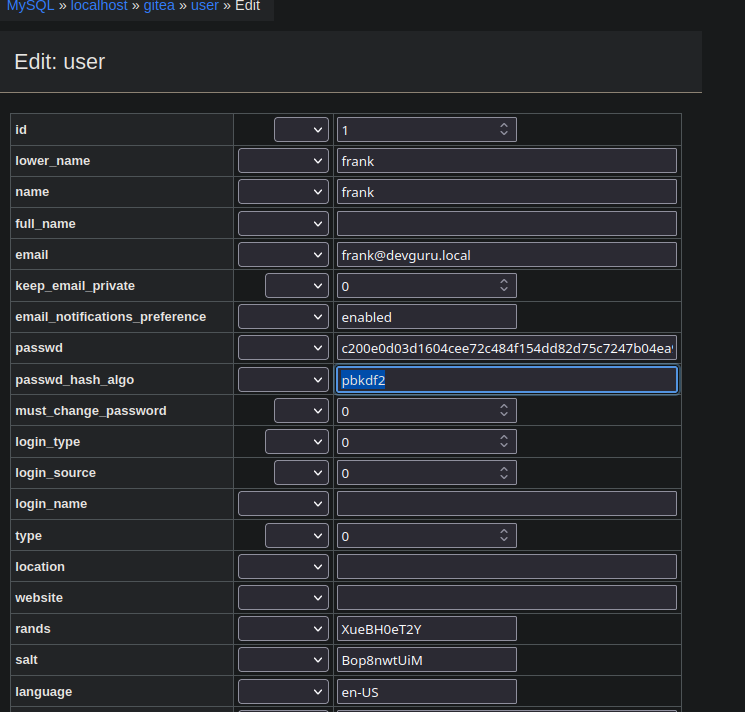 MySQL » localhost » gitea » user » Edit
Edit: user
id 1
lower_name frank
name frank
full_name
email frank@devguru.local
keep_email_private 0
email_notifications_preference enabled
passwd c200e0d03d1604cee72c484f154dd82d75c7247b04ea
passwd_hash_algo pbkdf2
must_change_password 0
login_type 0
login_source 0
login_name
type 0
location
website
rands XueBH0eT2Y
salt Bop8nwtUiM
language en-US